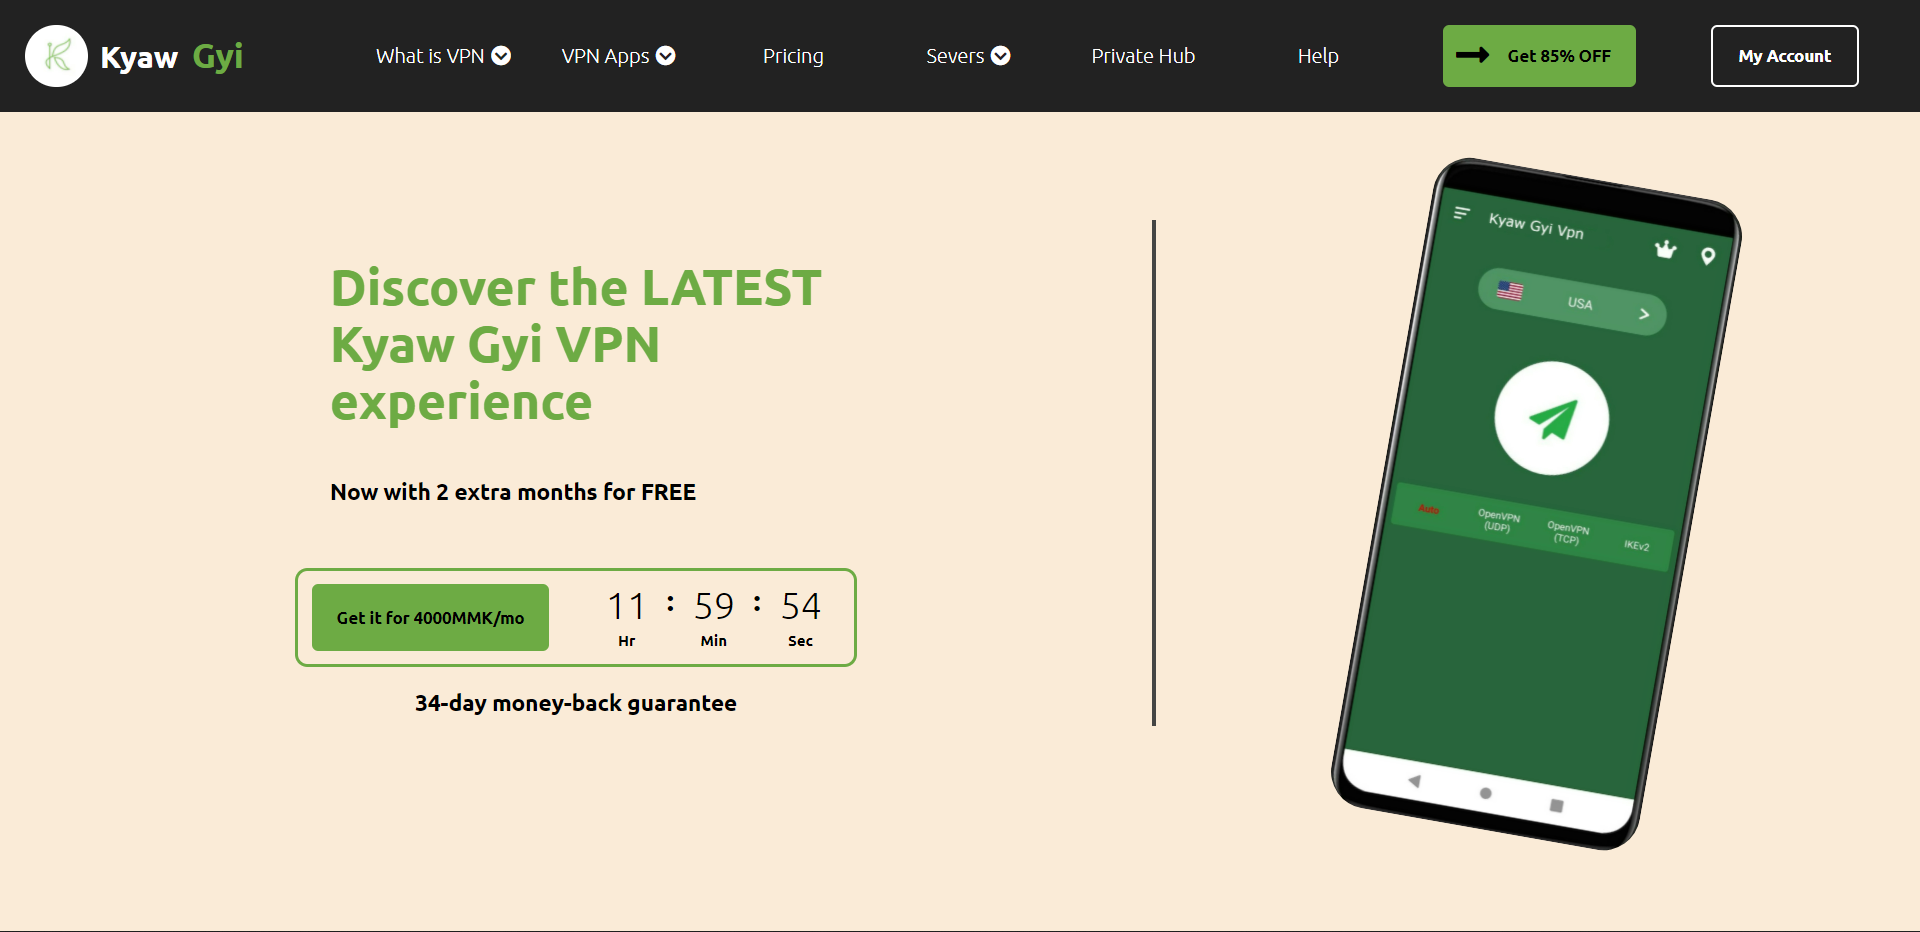 Kyaw Gyi
What is VPN
VPN Apps
Pricing
Severs
Private Hub
Help
Get 85% OFF
My Account
Discover the LATEST
Kyaw Gyi VPN
experience
Now with 2 extra months for FREE
Get it for 4000MMK/mo
11 : 59 : 54
Hr Min Sec
34-day money-back guarantee
Kyaw Gyi Vpn
USA
Auto
OpenVPN
(UDP)
OpenVPN
(TCP)
IKEv2